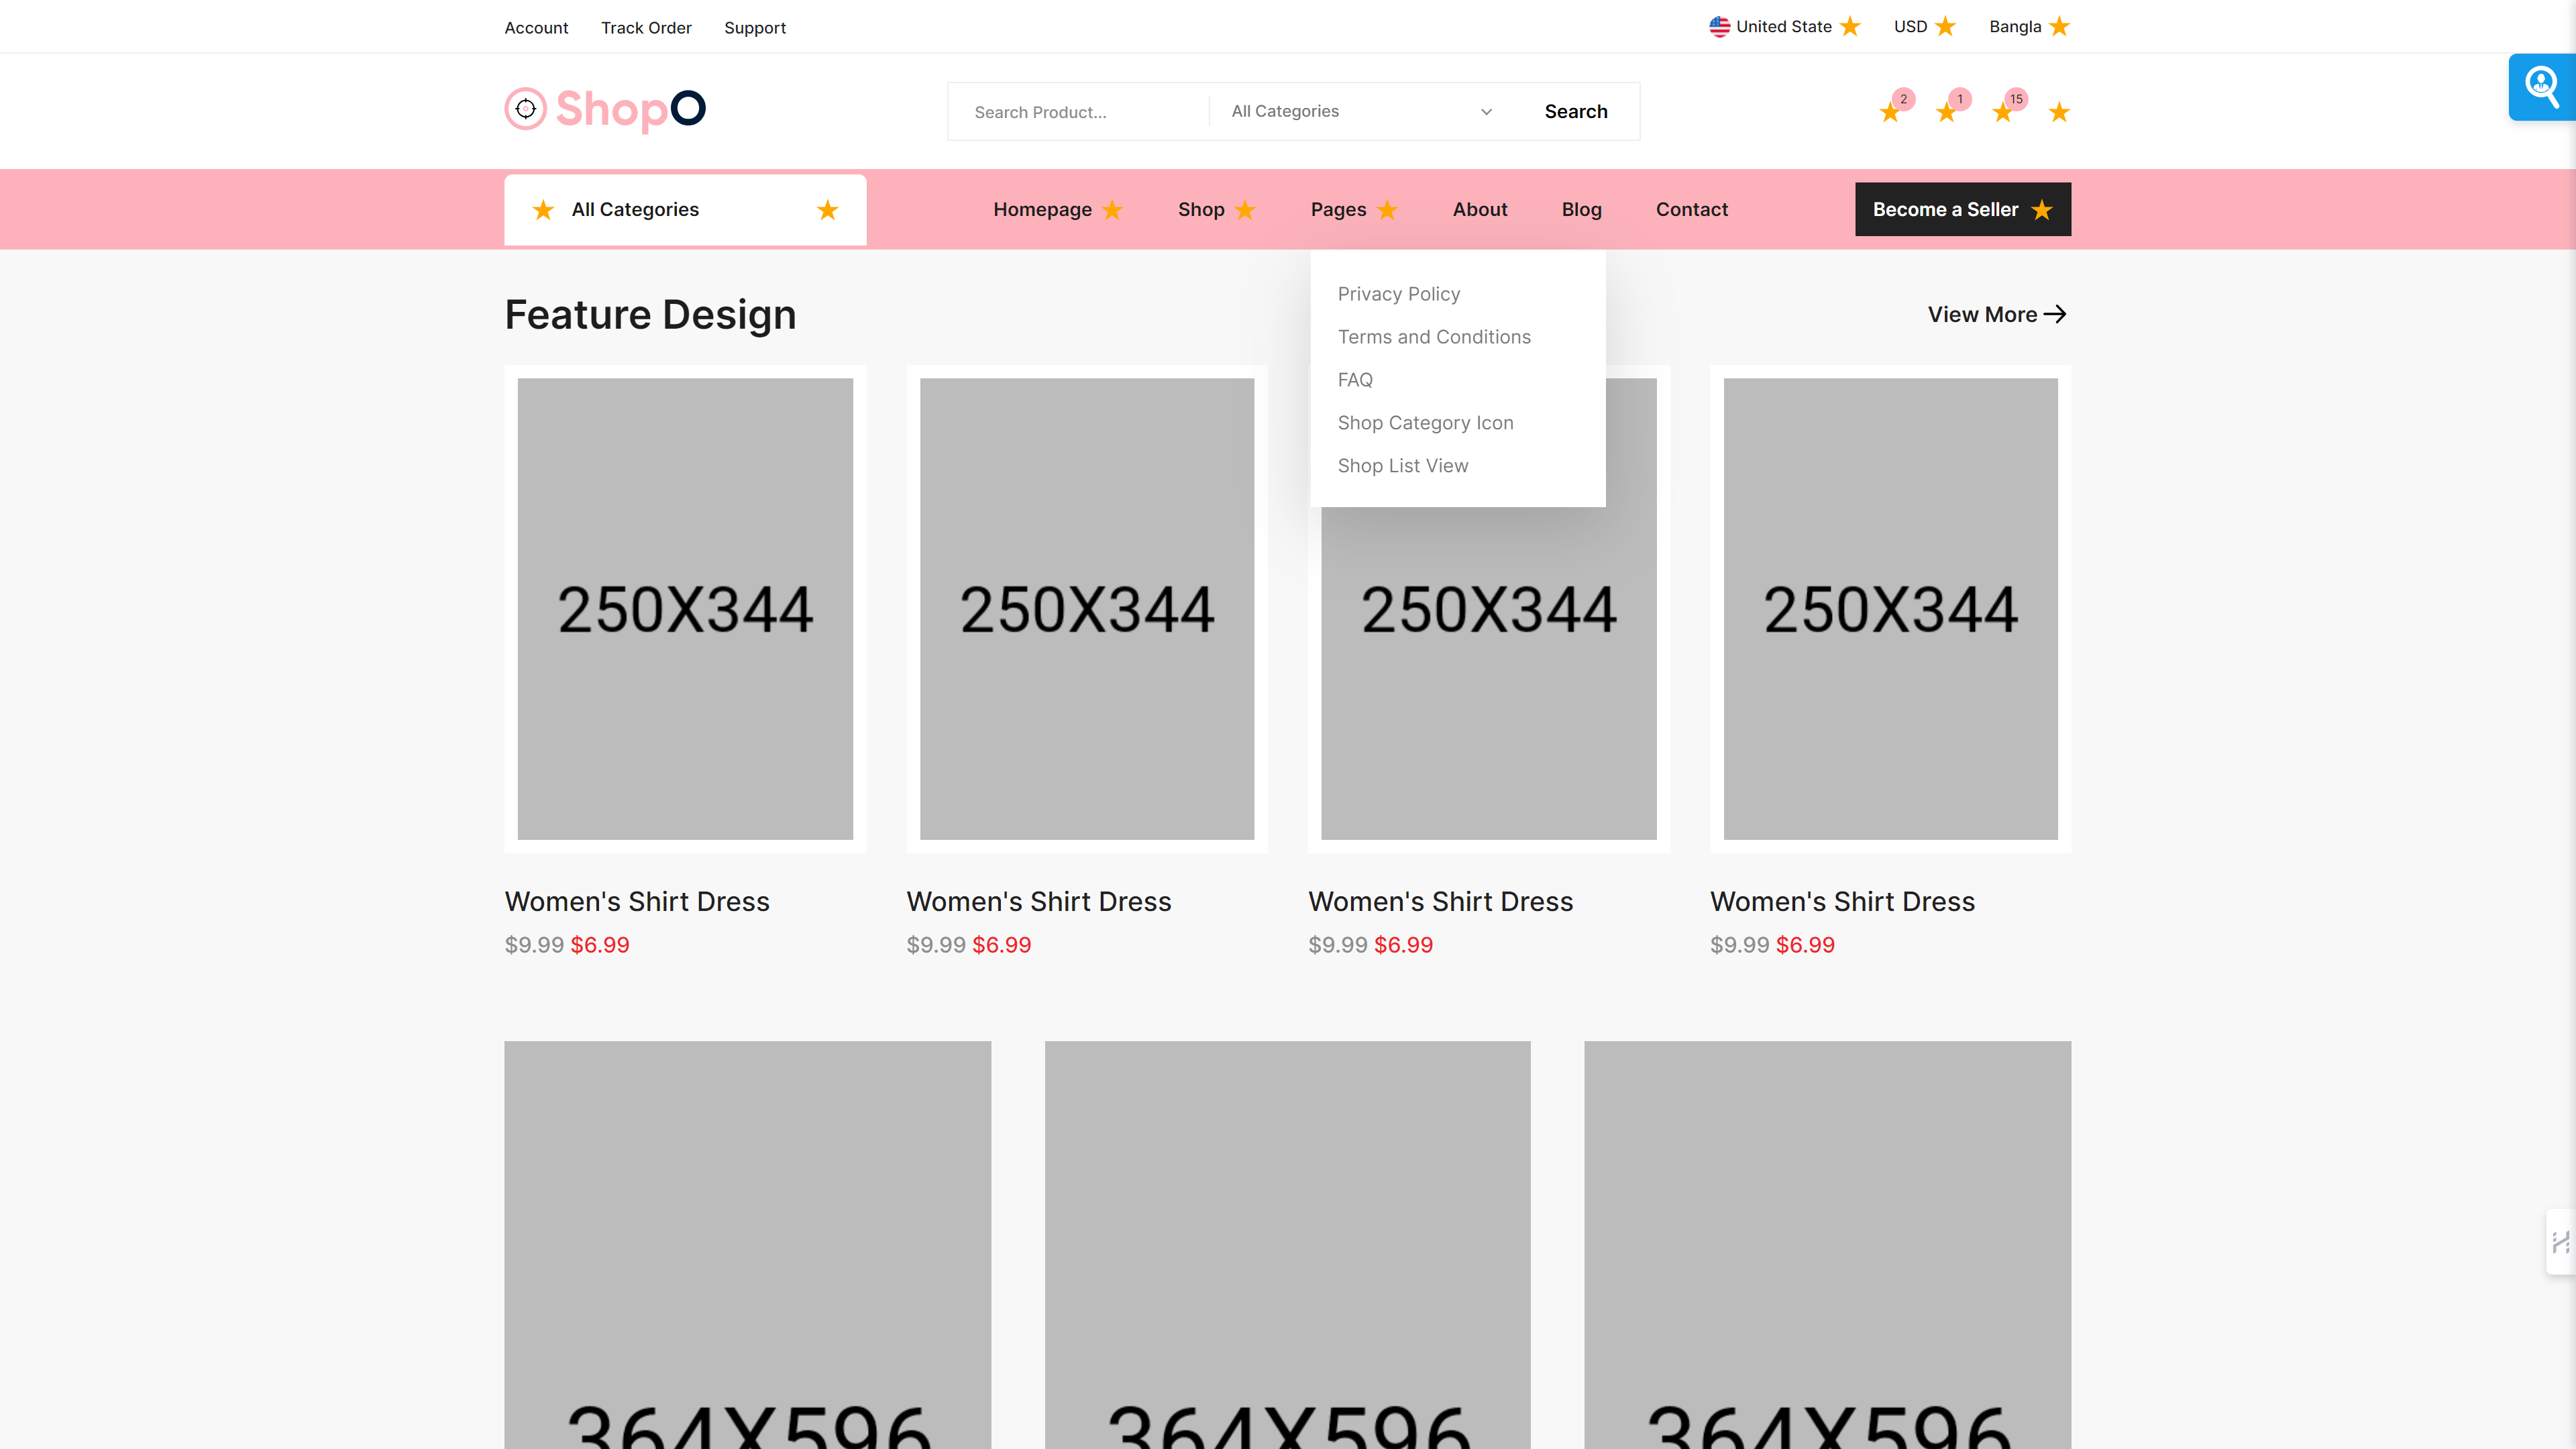 Account Track Order Support United State USD Bangla
ShopO Search Product... All Categories Search 2 1 15
All Categories Homepage Shop Pages About Blog Contact Become a Seller
Feature Design View More
Privacy Policy
Terms and Conditions
FAQ
Shop Category Icon
Shop List View
250X344 250X344 250X344 250X344
Women's Shirt Dress Women's Shirt Dress Women's Shirt Dress Women's Shirt Dress
$9.99 $6.99 $9.99 $6.99 $9.99 $6.99 $9.99 $6.99
364X596 364X596 364X596